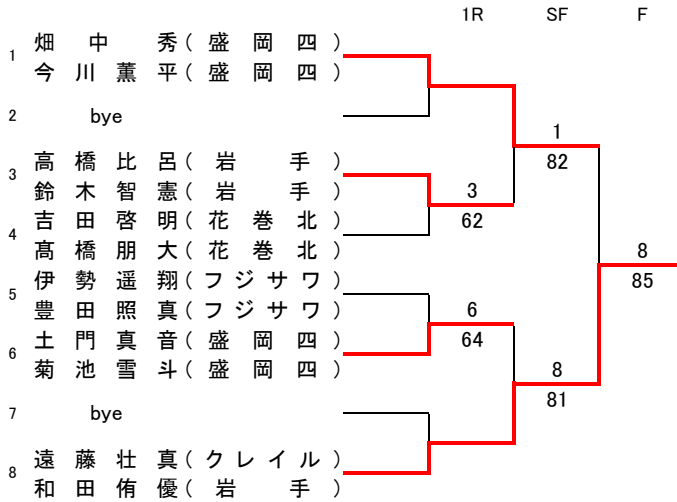 1R SF F
畑中 秀(盛岡四)
1
今川薫平(盛岡四)
2 bye
1
82
高橋比呂(岩 手)
3
鈴木智憲(岩 手)
3
62
吉田啓明(花巻北)
4
髙橋朋大(花巻北)
8
85
伊勢遥翔(フジサワ)
5
豊田照真(フジサワ)
6
64
土門真音(盛岡四)
6
菊池雪斗(盛岡四)
8
81
7 bye
遠藤壮真(クレイル)
8
和田侑優(岩 手)